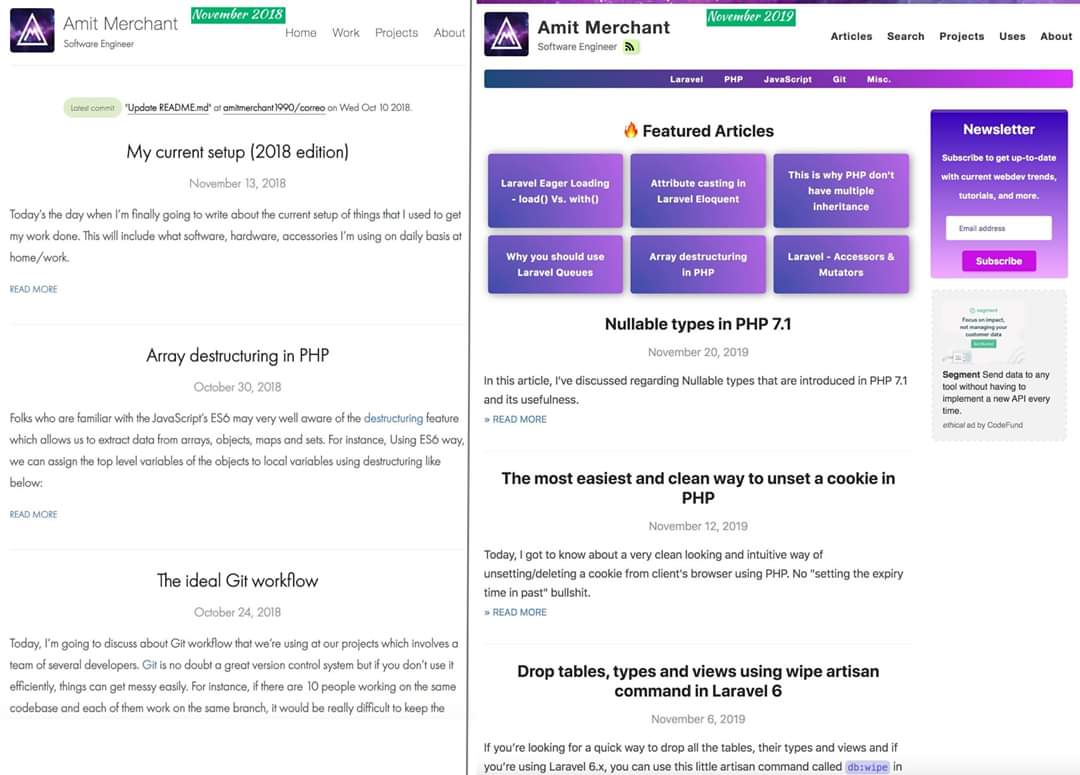 Amit Merchant
Software Engineer
November 2018
Home Work Projects About
Latest commit "Update README.md" at amitmerchant1990/correo on Wed Oct 10 2018.
My current setup (2018 edition)
November 13, 2018
Today's the day when I'm finally going to write about the current setup of things that I used to get
my work done. This will include what software, hardware, accessories I'm using on daily basis at
home/work.
READ MORE
Array destructuring in PHP
October 30, 2018
Folks who are familiar with the JavaScript's ES6 may very well aware of the destructuring feature
which allows us to extract data from arrays, objects, maps and sets. For instance, Using ES6 way,
we can assign the top level variables of the objects to local variables using destructuring like
below:
READ MORE
The ideal Git workflow
October 24, 2018
Today, I'm going to discuss about Git workflow that we're using at our projects which involves a
team of several developers. Git is no doubt a great version control system but if you don't use it
efficiently, things can get messy easily. For instance, if there are 10 people working on the same
codebase and each of them work on the same branch, it would be really difficult to keep the
Amit Merchant
Software Engineer
November 2019
Articles Search Projects Uses About
Laravel PHP JavaScript Git Misc.
🔥 Featured Articles
Laravel Eager Loading
- load() Vs. with()
Attribute casting in
Laravel Eloquent
This is why PHP don't
have multiple
inheritance
Why you should use
Laravel Queues
Array destructuring
in PHP
Laravel - Accessors &
Mutators
Nullable types in PHP 7.1
November 20, 2019
In this article, I've discussed regarding Nullable types that are introduced in PHP 7.1
and its usefulness.
» READ MORE
The most easiest and clean way to unset a cookie in
PHP
November 12, 2019
Today, I got to know about a very clean looking and intuitive way of
unsetting/deleting a cookie from client's browser using PHP. No "setting the expiry
time in past" bullshit.
» READ MORE
Drop tables, types and views using wipe artisan
command in Laravel 6
November 6, 2019
If you're looking for a quick way to drop all the tables, their types and views and if
you're using Laravel 6.x, you can use this little artisan command called db:wipe in
Newsletter
Subscribe to get up-to-date
with current webdev trends,
tutorials, and more.
Email address
Subscribe
segment
Focus on impact,
not managing your
customer data
Segment Send data to any
tool without having to
implement a new API every
time.
ethical ad by CodeFund